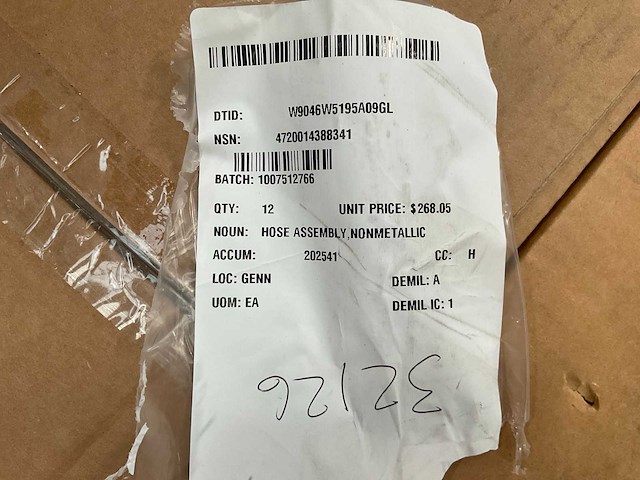 DTID: W9046W5195A09GL
NSN: 4720014388341
BATCH: 1007512766
QTY: 12 UNIT PRICE: $268.05
NOUN: HOSE ASSEMBLY,NONMETALLIC
ACCUM: 202541 CC: H
LOC: GENN DEMIL: A
UOM: EA DEMIL IC: 1
32126